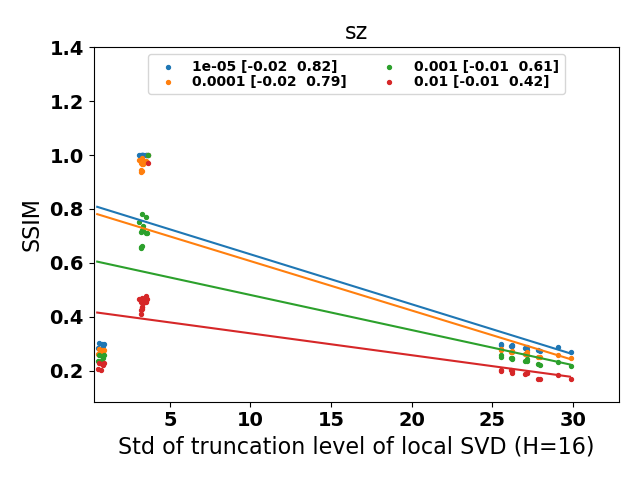 sz
1e-05 [-0.02  0.82]
0.0001 [-0.02  0.79]
0.001 [-0.01  0.61]
0.01 [-0.01  0.42]
SSIM
1.4
1.2
1.0
0.8
0.6
0.4
0.2
5 10 15 20 25 30
Std of truncation level of local SVD (H=16)